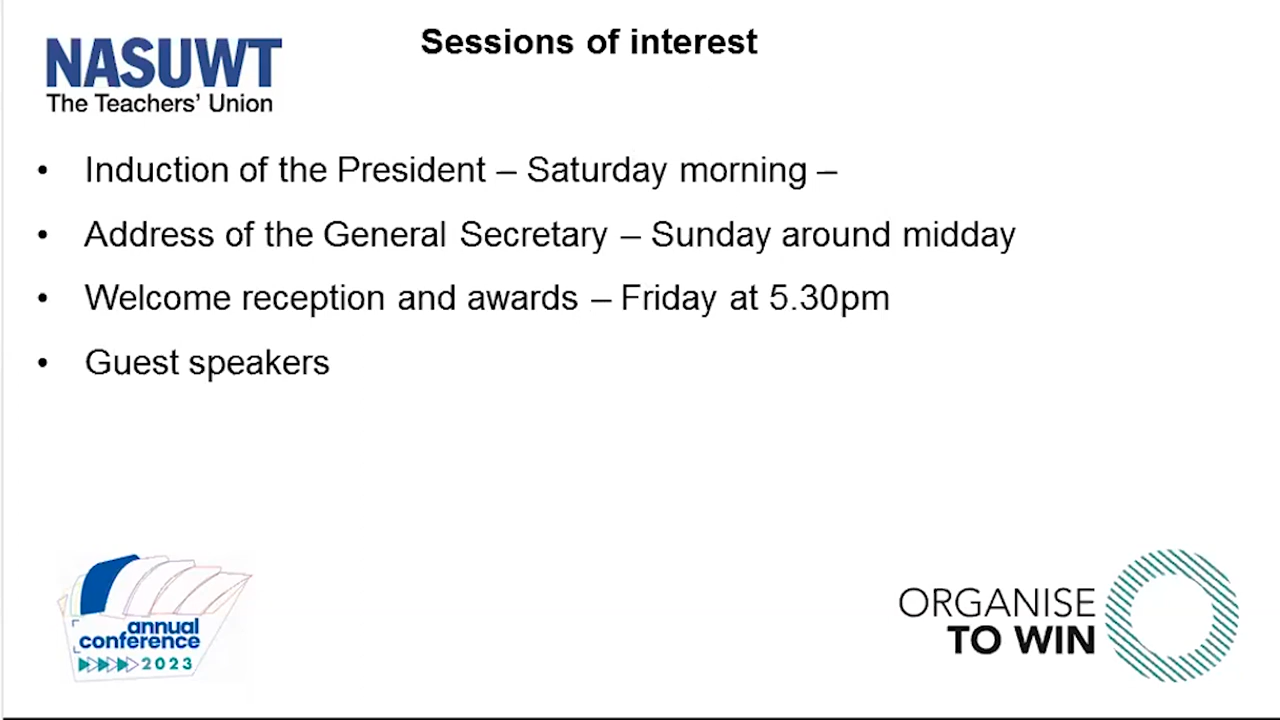 NASUWT
The Teachers' Union
Sessions of interest
• Induction of the President – Saturday morning –
• Address of the General Secretary – Sunday around midday
• Welcome reception and awards – Friday at 5.30pm
• Guest speakers
annual
conference
2023
ORGANISE
TO WIN